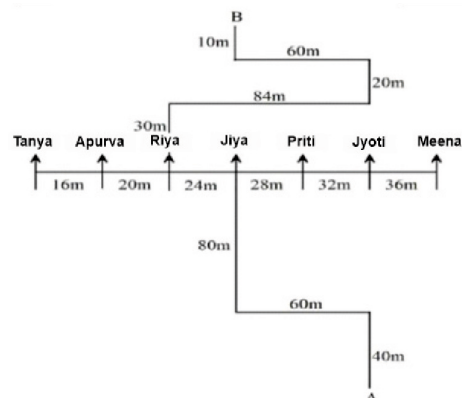 B
10m
60m
20m
84m
30m
Tanya Apurva Riya Jiya Priti Jyoti Meena
16m 20m 24m 28m 32m 36m
80m
60m
40m
A